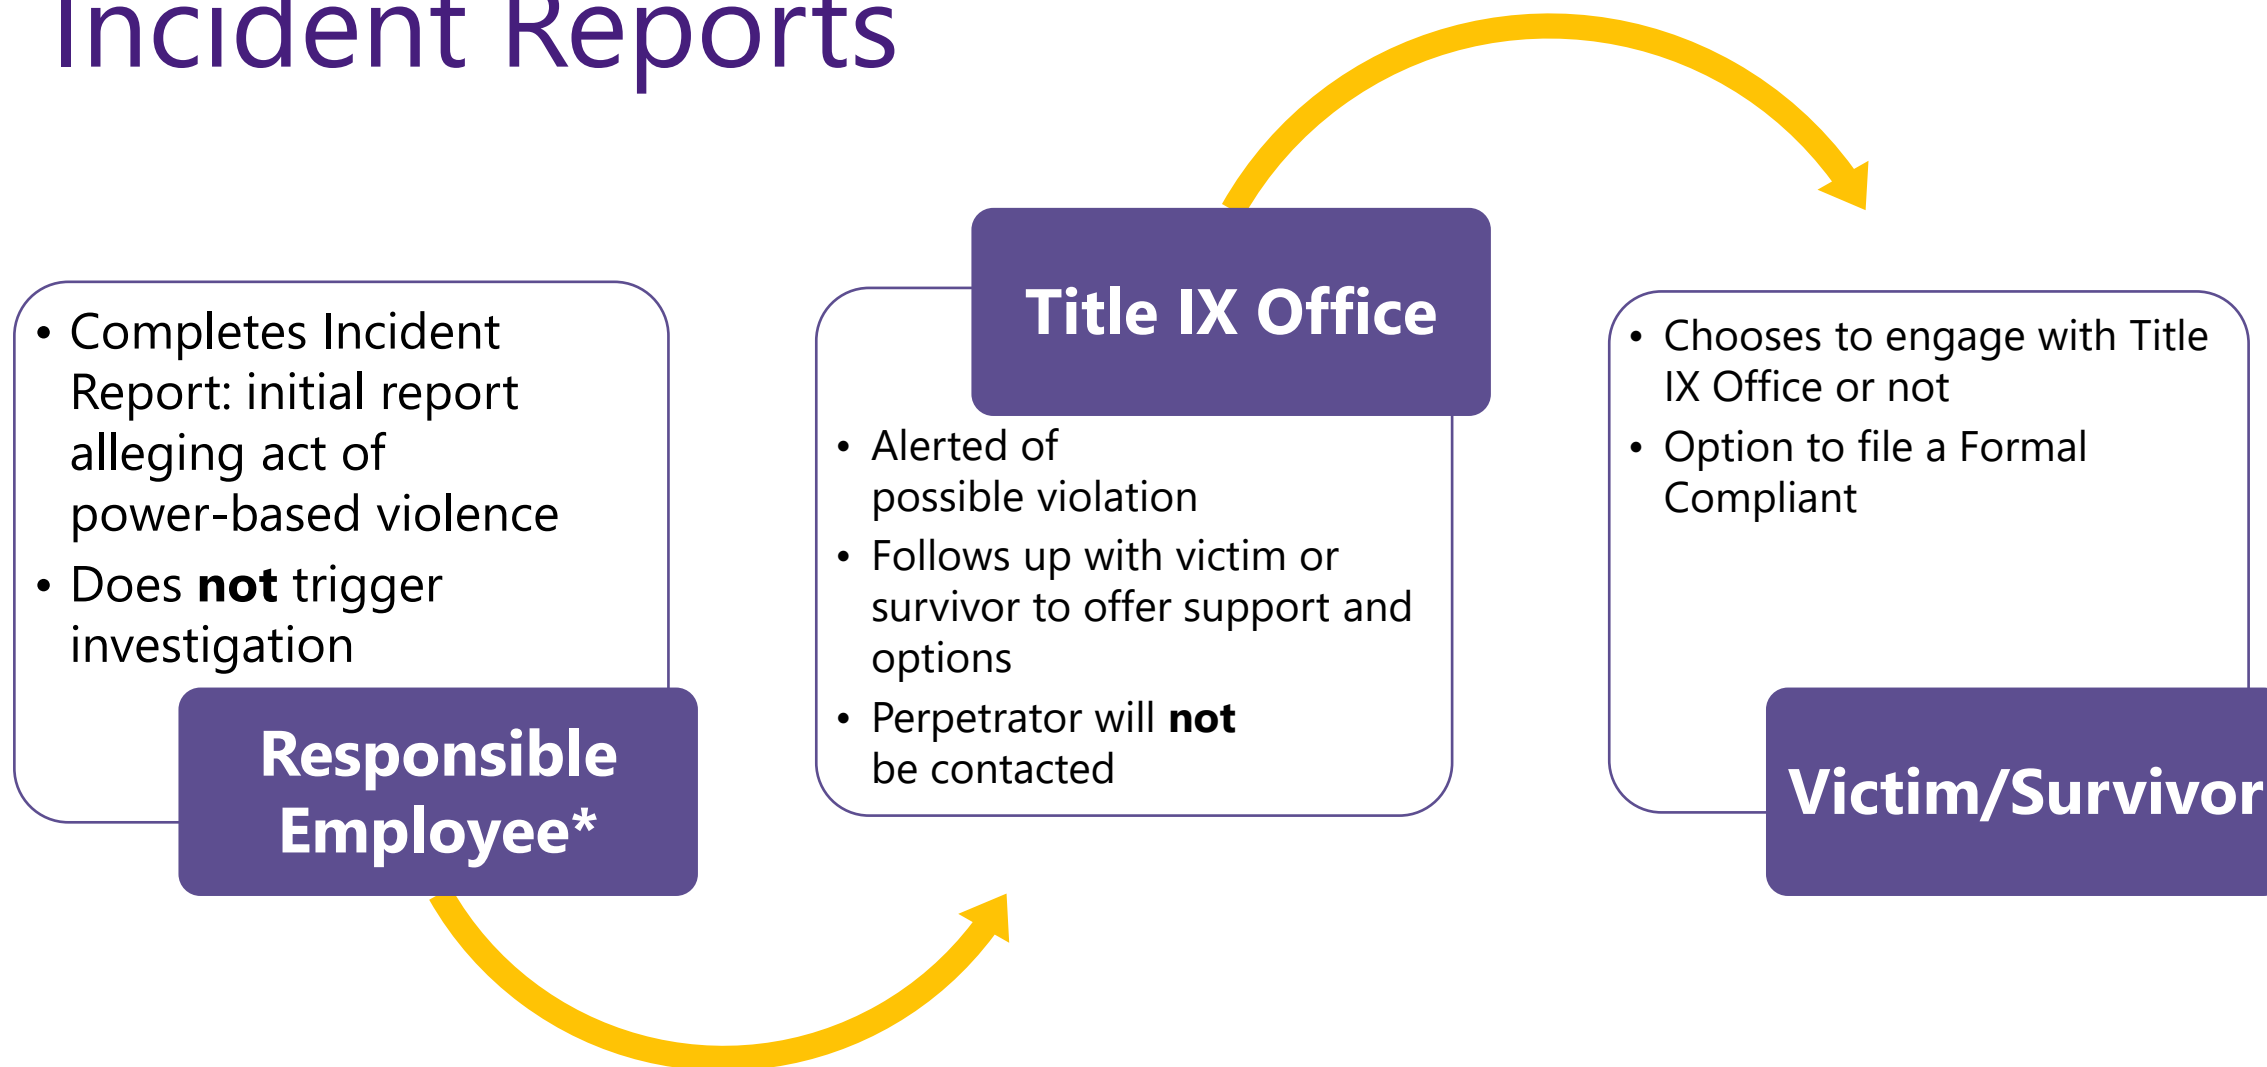 Incident Reports
• Completes Incident
Report: initial report
alleging act of
power-based violence
• Does not trigger
investigation
Responsible
Employee*
Title IX Office
• Alerted of
possible violation
• Follows up with victim or
survivor to offer support and
options
• Perpetrator will not
be contacted
• Chooses to engage with Title
IX Office or not
• Option to file a Formal
Compliant
Victim/Survivor